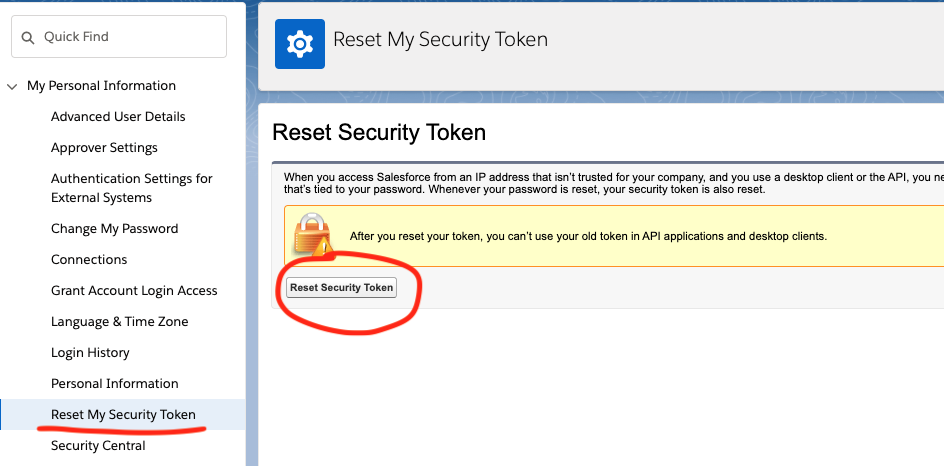 Quick Find
My Personal Information
Advanced User Details
Approver Settings
Authentication Settings for
External Systems
Change My Password
Connections
Grant Account Login Access
Language & Time Zone
Login History
Personal Information
Reset My Security Token
Security Central
Reset My Security Token
Reset Security Token
When you access Salesforce from an IP address that isn't trusted for your company, and you use a desktop client or the API, you
that's tied to your password. Whenever your password is reset, your security token is also reset.
After you reset your token, you can't use your old token in API applications and desktop clients.
Reset Security Token